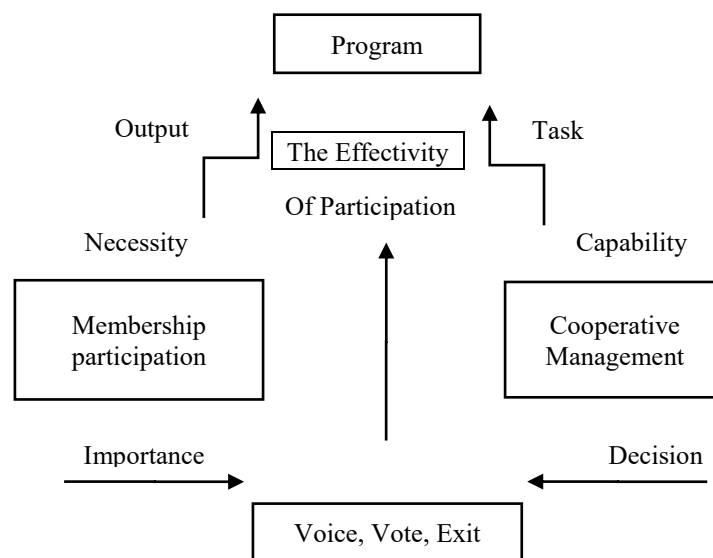 Program
Output
Task
The Effectivity
Of Participation
Necessity
Capability
Membership
participation
Cooperative
Management
Importance
Decision
Voice, Vote, Exit